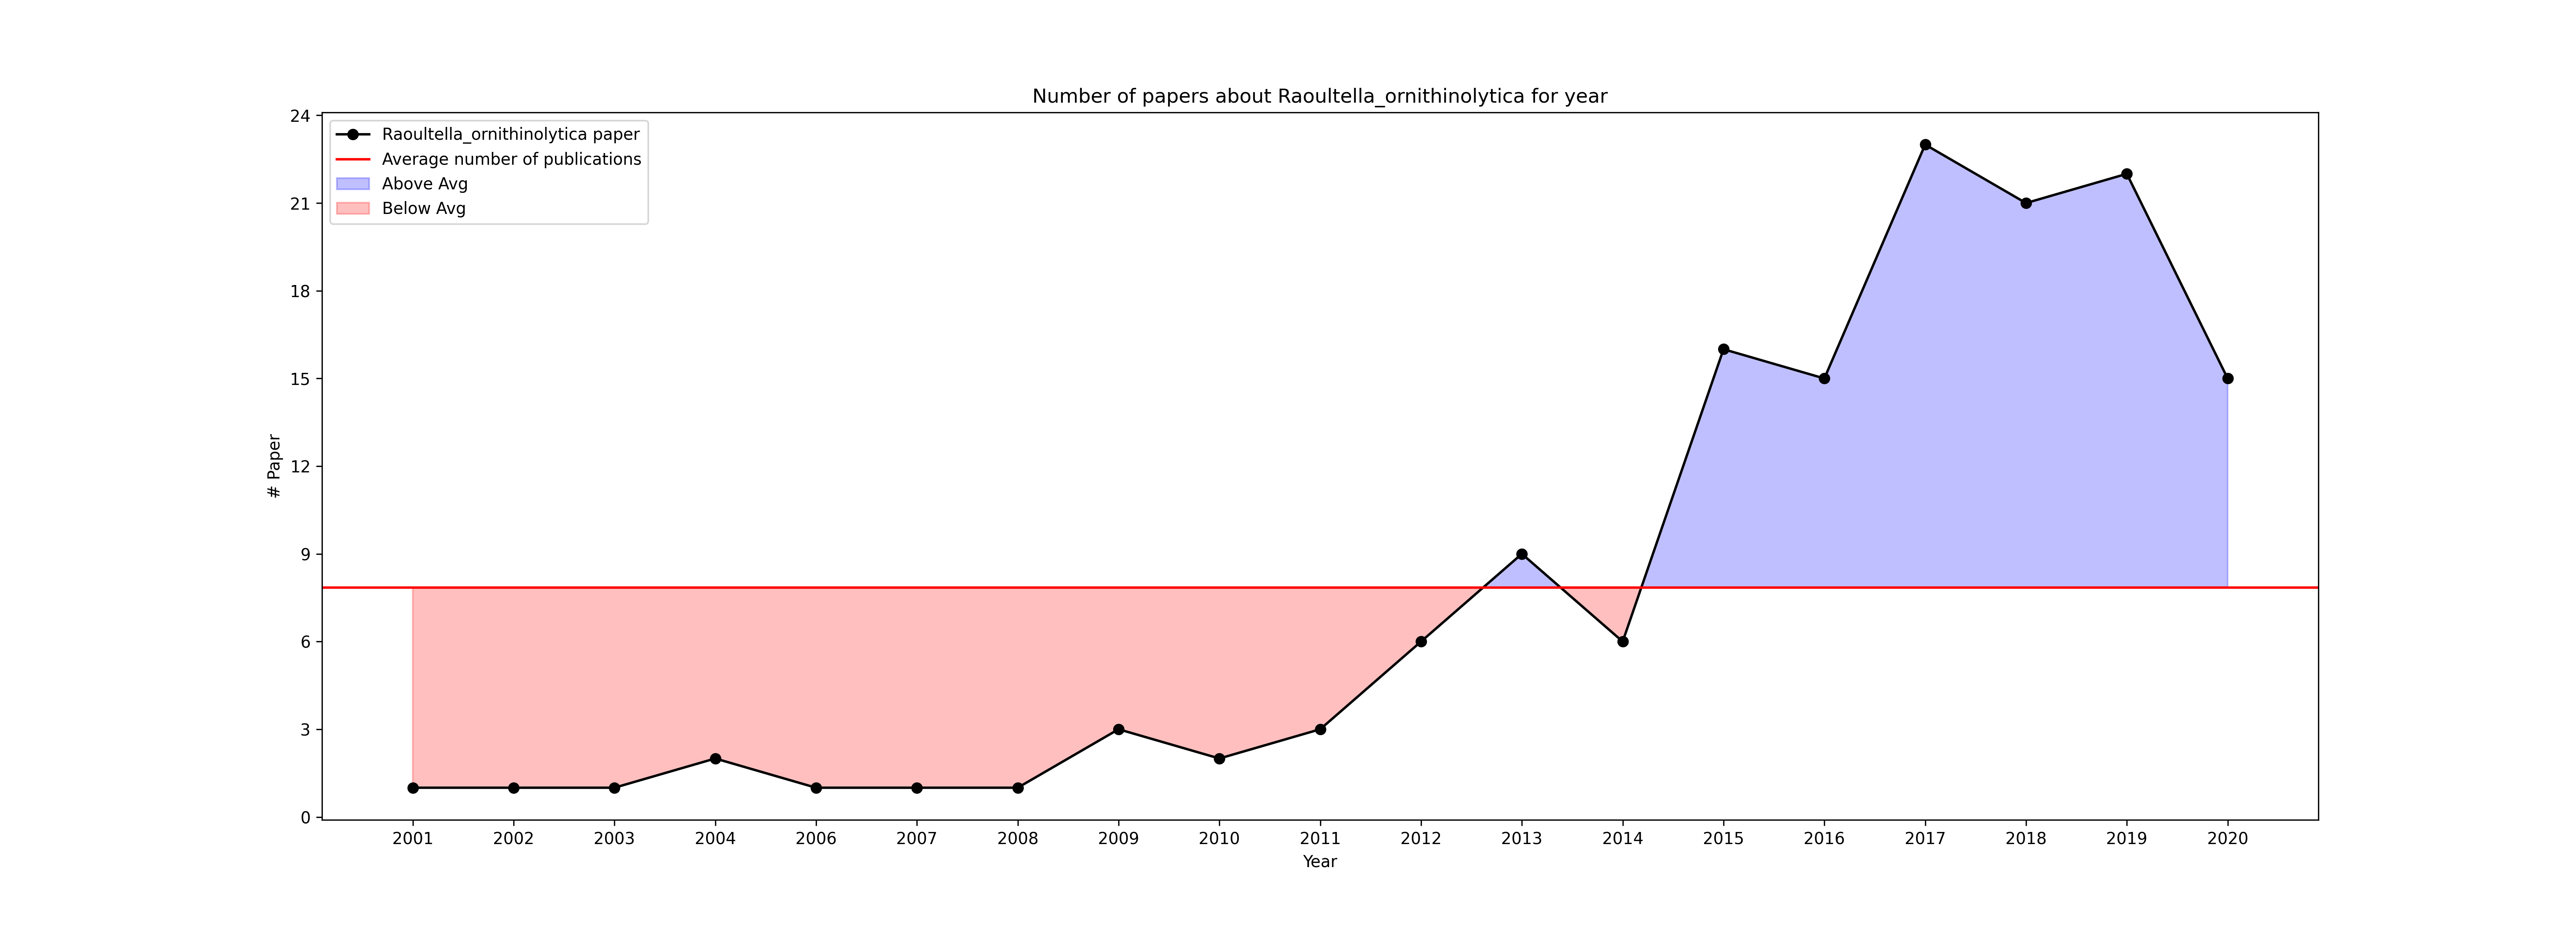 Number of papers about Raoultella_ornithinolytica for year
24
21
18
15
12
9
6
3
0
# Paper
Raoultella_ornithinolytica paper
Average number of publications
Above Avg
Below Avg
2001 2002 2003 2004 2006 2007 2008 2009 2010 2011 2012 2013 2014 2015 2016 2017 2018 2019 2020
Year